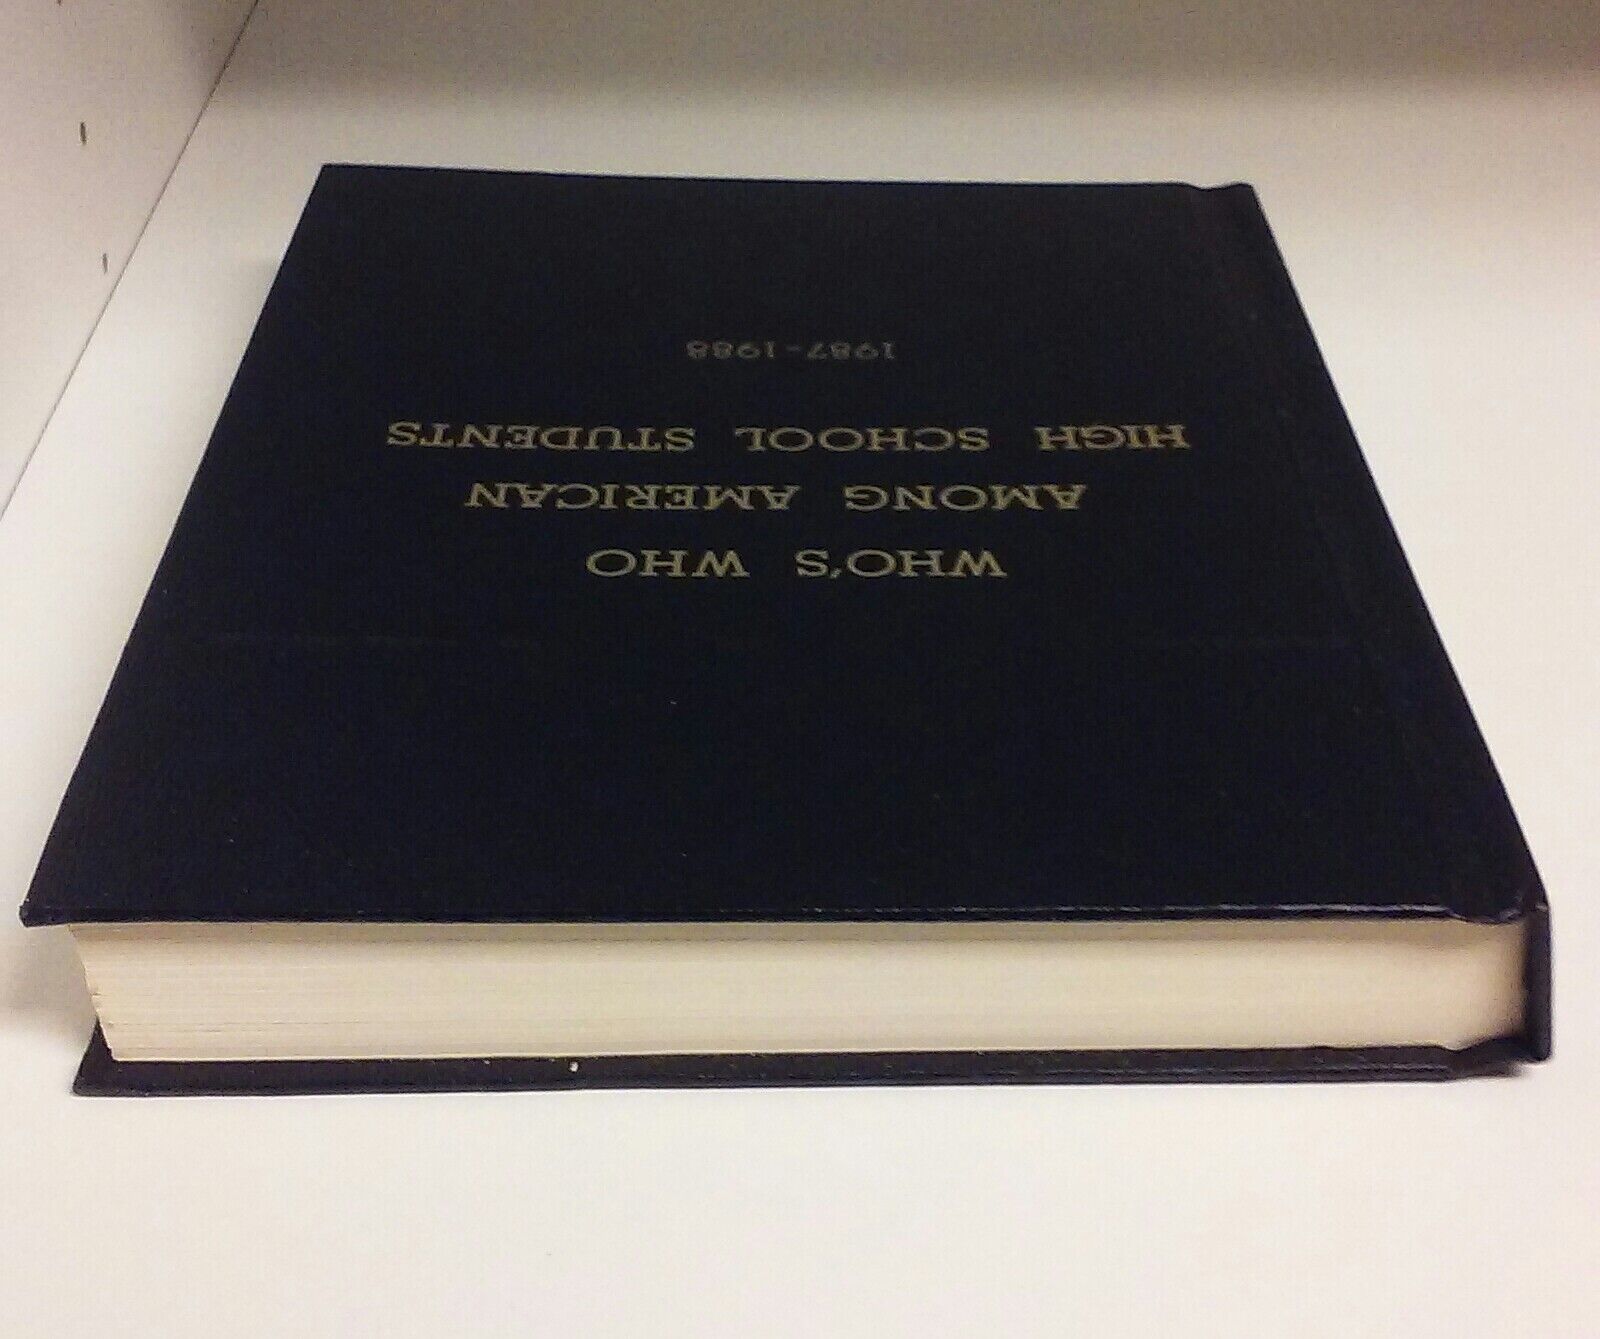 WHO'S WHO
AMONG AMERICAN
HIGH SCHOOL STUDENTS
1987-1988